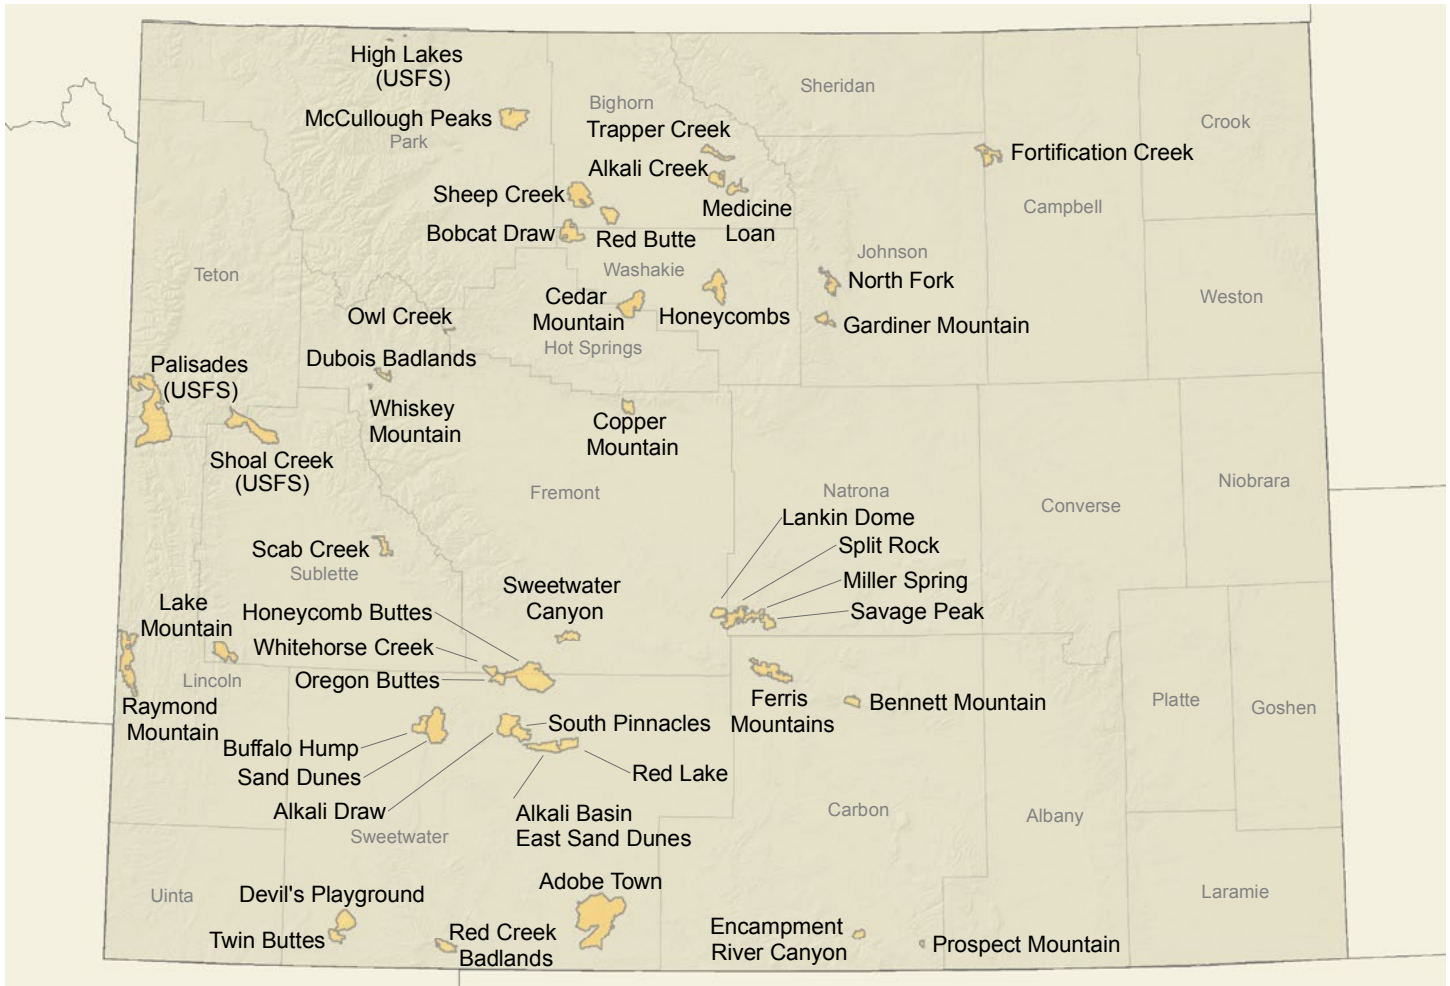 High Lakes
(USFS)
Sheridan
Bighorn
McCullough Peaks
Park
Trapper Creek
Crook
Fortification Creek
Alkali Creek
Sheep Creek
Medicine
Loan
Campbell
Bobcat Draw
Red Butte
Johnson
Teton
Washakie
North Fork
Cedar
Mountain
Weston
Owl Creek
Honeycombs
Gardiner Mountain
Hot Springs
Dubois Badlands
Palisades
(USFS)
Whiskey
Mountain
Copper
Mountain
Shoal Creek
(USFS)
Fremont
Natrona
Niobrara
Converse
Lankin Dome
Split Rock
Scab Creek
Sublette
Miller Spring
Sweetwater
Canyon
Savage Peak
Lake
Mountain
Honeycomb Buttes
Whitehorse Creek
Oregon Buttes
Lincoln
Raymond
Mountain
Ferris
Mountains
Bennett Mountain
Platte
Goshen
South Pinnacles
Buffalo Hump
Sand Dunes
Red Lake
Alkali Draw
Alkali Basin
East Sand Dunes
Carbon
Albany
Sweetwater
Adobe Town
Uinta
Devil's Playground
Laramie
Twin Buttes
Red Creek
Badlands
Encampment
River Canyon
Prospect Mountain